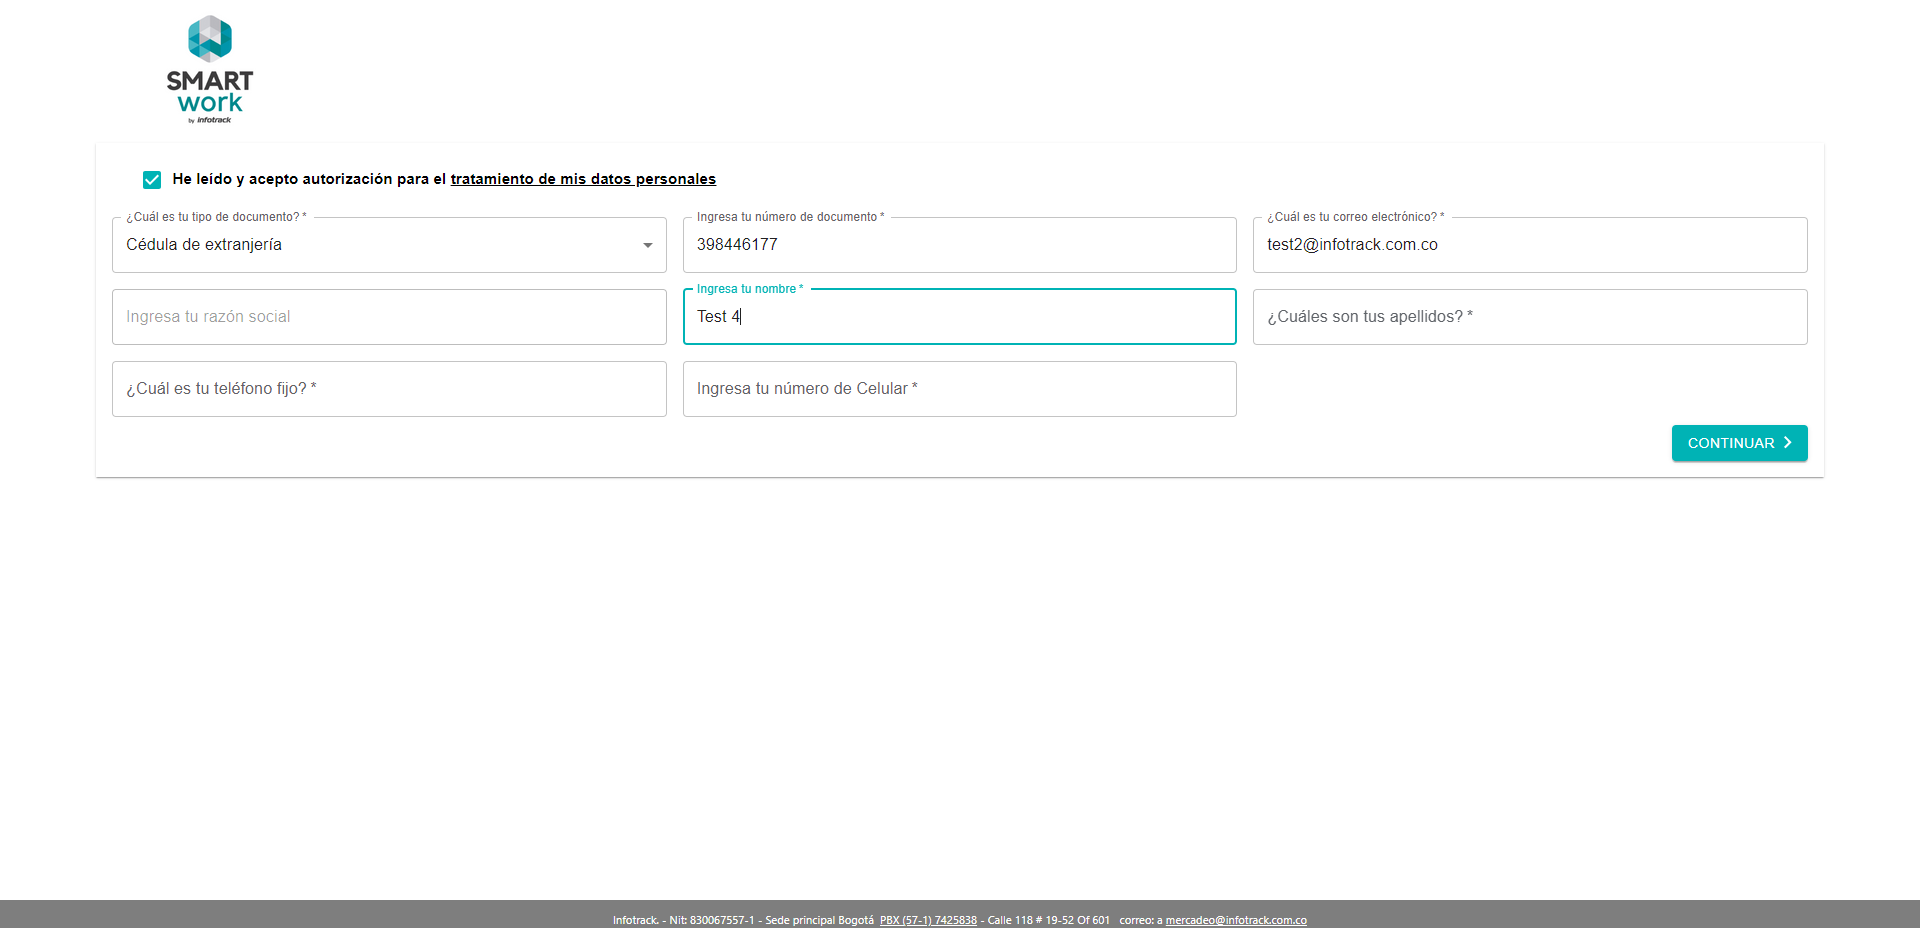 SMART
work
by infotrack
He leído y acepto autorización para el tratamiento de mis datos personales
¿Cuál es tu tipo de documento? *
Cédula de extranjería
Ingresa tu número de documento *
398446177
¿Cuál es tu correo electrónico? *
test2@infotrack.com.co
Ingresa tu razón social
Ingresa tu nombre *
Test 4
¿Cuáles son tus apellidos? *
¿Cuál es tu teléfono fijo? *
Ingresa tu número de Celular *
CONTINUAR
Infotrack. - Nit: 830067557-1 - Sede principal Bogotá PBX (57-1) 7425838 - Calle 118 # 19-52 Of 601 correo: a mercadeo@infotrack.com.co